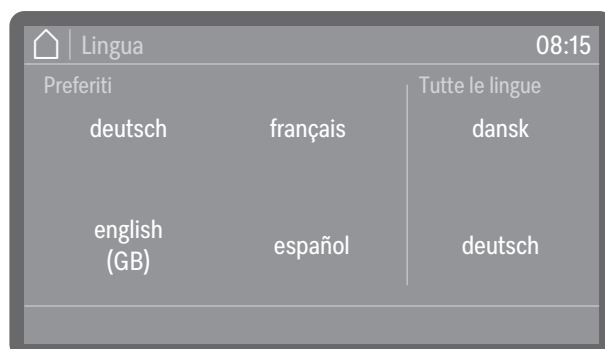 Lingua 08:15
Preferiti Tutte le lingue
deutsch français dansk
english
(GB) español deutsch